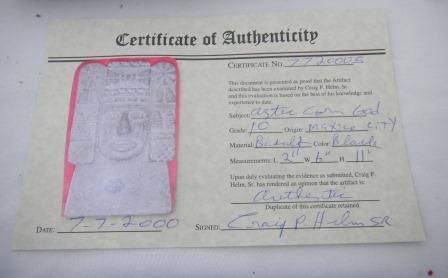 Certificate of Authenticity
CERTIFICATE NO. 7720005
This document is presented as proof that the Artifact
described has been examined by Craig P. Helm, Sr.
and this evaluation is based on the best of his knowledge and
experience to date.
Subject: Aztec Corn God
Grade: 10 Origin: Mexico City
Material: Basalt Color Black
Measurements: L 2" W 6" H 11"
Upon duly evaluating the evidence as submitted, Craig P.
Helm, Sr. has rendered an opinion that the artifact is:
Authentic
Duplicate of this certificate retained.
DATE: 7-7-2000 SIGNED: Craig P Helm SR